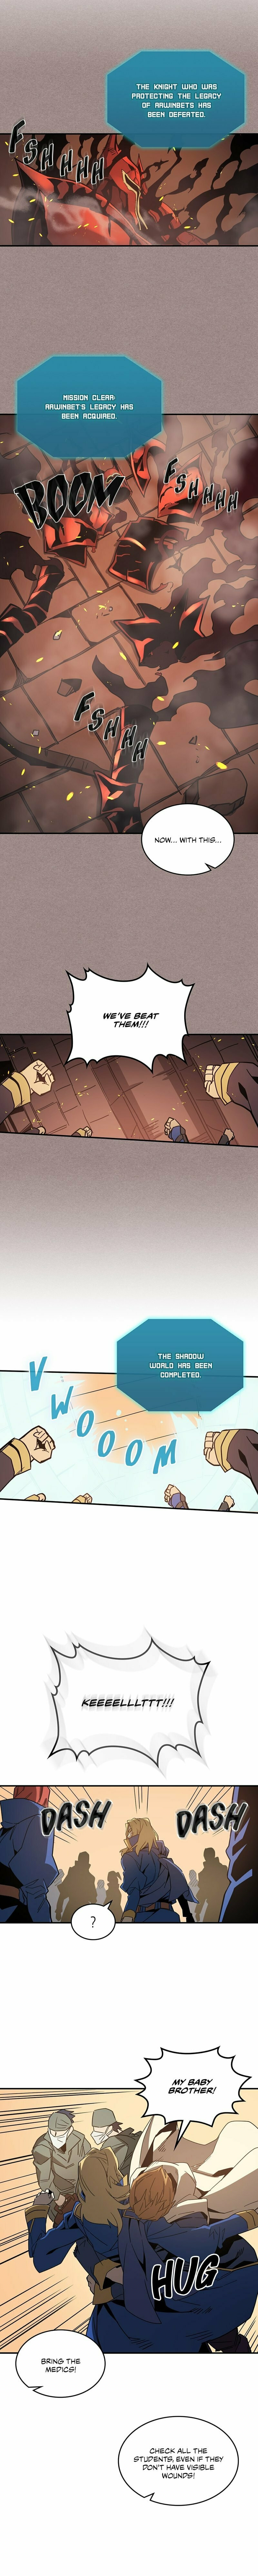 THE KNIGHT WHO WAS
PROTECTING THE LEGACY
OF ARWINBETS HAS
BEEN DEFEATED.
FSHHHH
MISSION CLEAR:
ARWINBET'S LEGACY HAS
BEEN ACQUIRED.
BOOM
FSHHHH
FSHHH
NOW... WITH THIS...
WE'VE BEAT
THEM!!!
THE SHADOW
WORLD HAS BEEN
COMPLETED.
VWOOOM
KEEEELLLTTT!!!
DASH
DASH
?
MY BABY
BROTHER!
HUG
BRING THE
MEDICS!
CHECK ALL THE
STUDENTS, EVEN IF THEY
DON'T HAVE VISIBLE
WOUNDS!